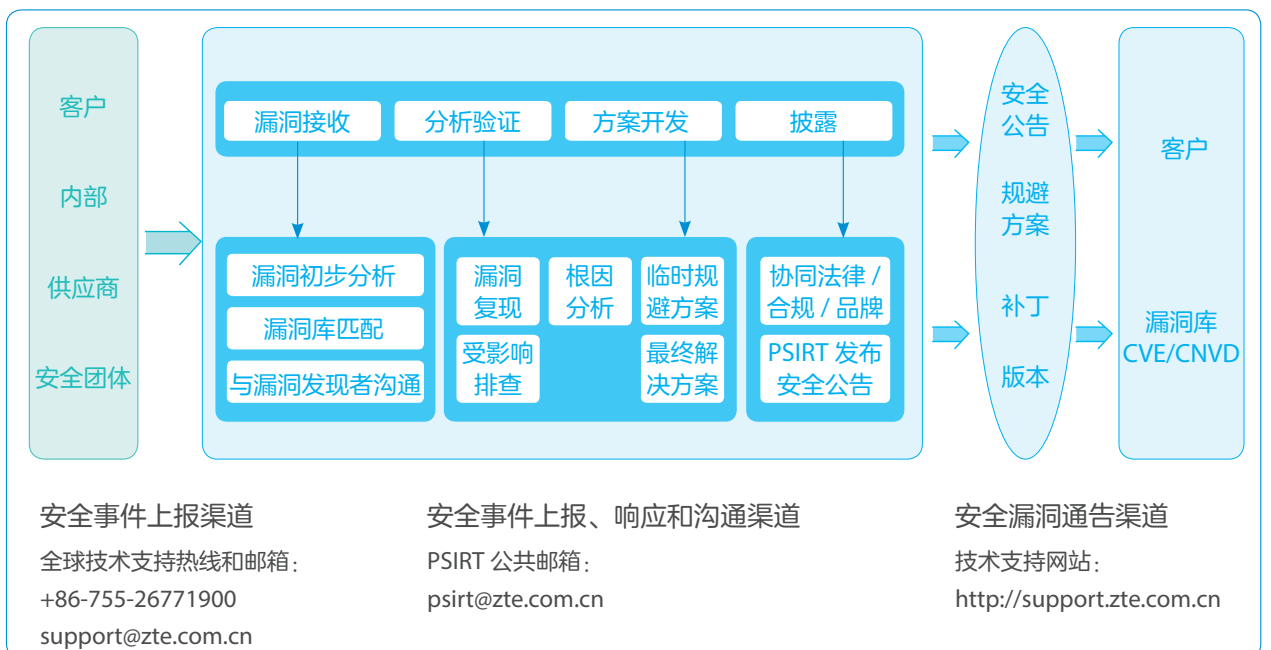 客户
内部
供应商
安全团体
漏洞接收
分析验证
方案开发
披露
漏洞初步分析
漏洞库匹配
与漏洞发现者沟通
漏洞
复现
根因
分析
临时规
避方案
受影响
排查
最终解
决方案
协同法律 /
合规 / 品牌
PSIRT 发布
安全公告
安全
公告
规避
方案
补丁
版本
客户
漏洞库
CVE/CNVD
安全事件上报渠道
全球技术支持热线和邮箱：
+86-755-26771900
support@zte.com.cn
安全事件上报、响应和沟通渠道
PSIRT 公共邮箱：
psirt@zte.com.cn
安全漏洞通告渠道
技术支持网站：
http://support.zte.com.cn